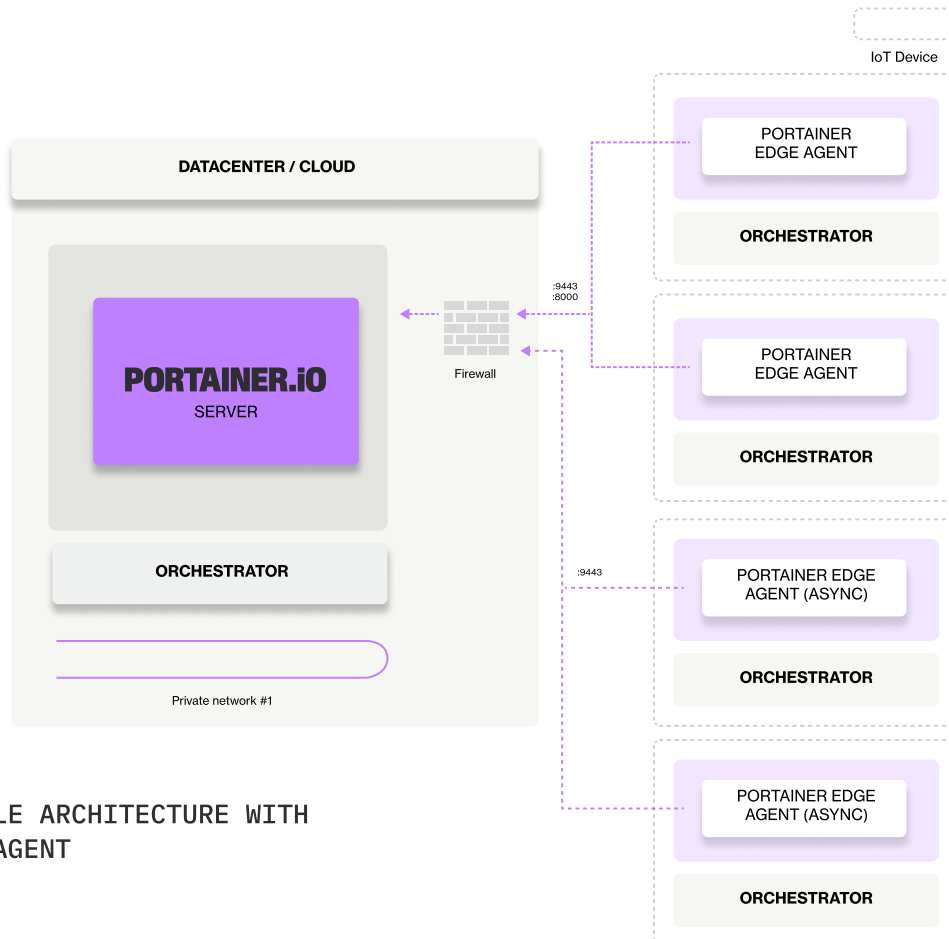 IoT Device
DATACENTER / CLOUD
PORTAINER.iO
SERVER
ORCHESTRATOR
Private network #1
Firewall
:9443
:8000
:9443
PORTAINER
EDGE AGENT
ORCHESTRATOR
PORTAINER
EDGE AGENT
ORCHESTRATOR
PORTAINER EDGE
AGENT (ASYNC)
ORCHESTRATOR
PORTAINER EDGE
AGENT (ASYNC)
ORCHESTRATOR
LE ARCHITECTURE WITH
AGENT